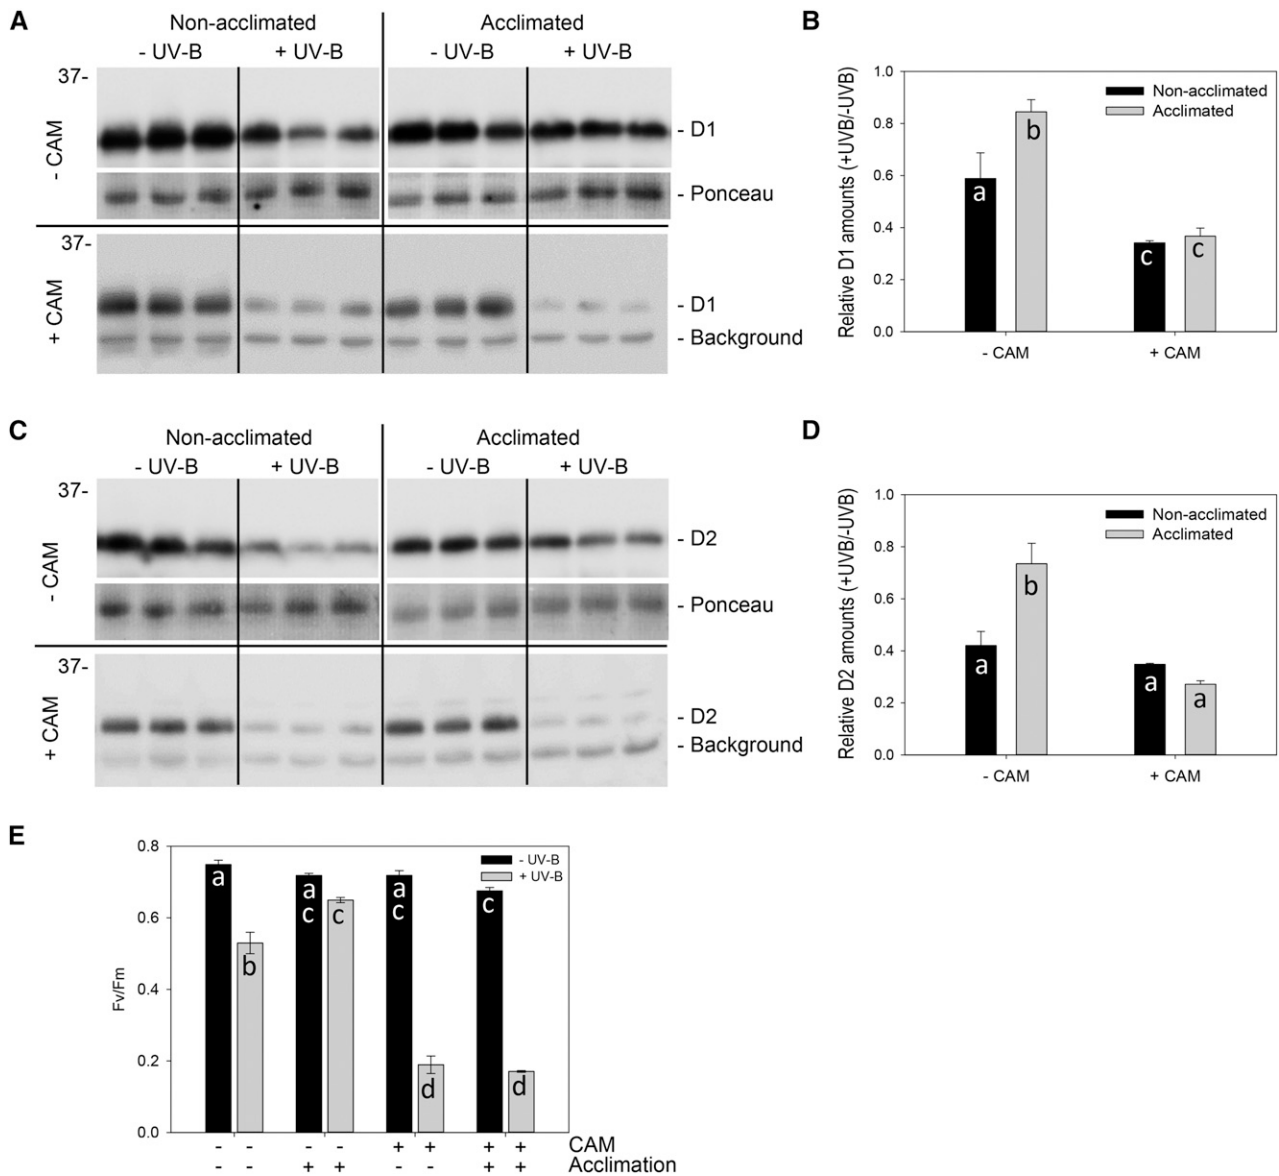 A
Non-acclimated Acclimated
- UV-B + UV-B - UV-B + UV-B
37-
- CAM
- D1
- Ponceau
37-
+ CAM
- D1
- Background
B
1.0
0.8
0.6
0.4
0.2
0.0
Relative D1 amounts (+UVB/-UVB)
Non-acclimated
Acclimated
a b c c
- CAM + CAM
C
Non-acclimated Acclimated
- UV-B + UV-B - UV-B + UV-B
37-
- CAM
- D2
- Ponceau
37-
+ CAM
- D2
- Background
D
1.0
0.8
0.6
0.4
0.2
0.0
Relative D2 amounts (+UVB/-UVB)
Non-acclimated
Acclimated
a b a a
- CAM + CAM
E
0.8
0.6
0.4
0.2
0.0
Fv/Fm
- UV-B
+ UV-B
a a a c
b c c c
d d
- - - - + + + + CAM
- - + + - - + + Acclimation